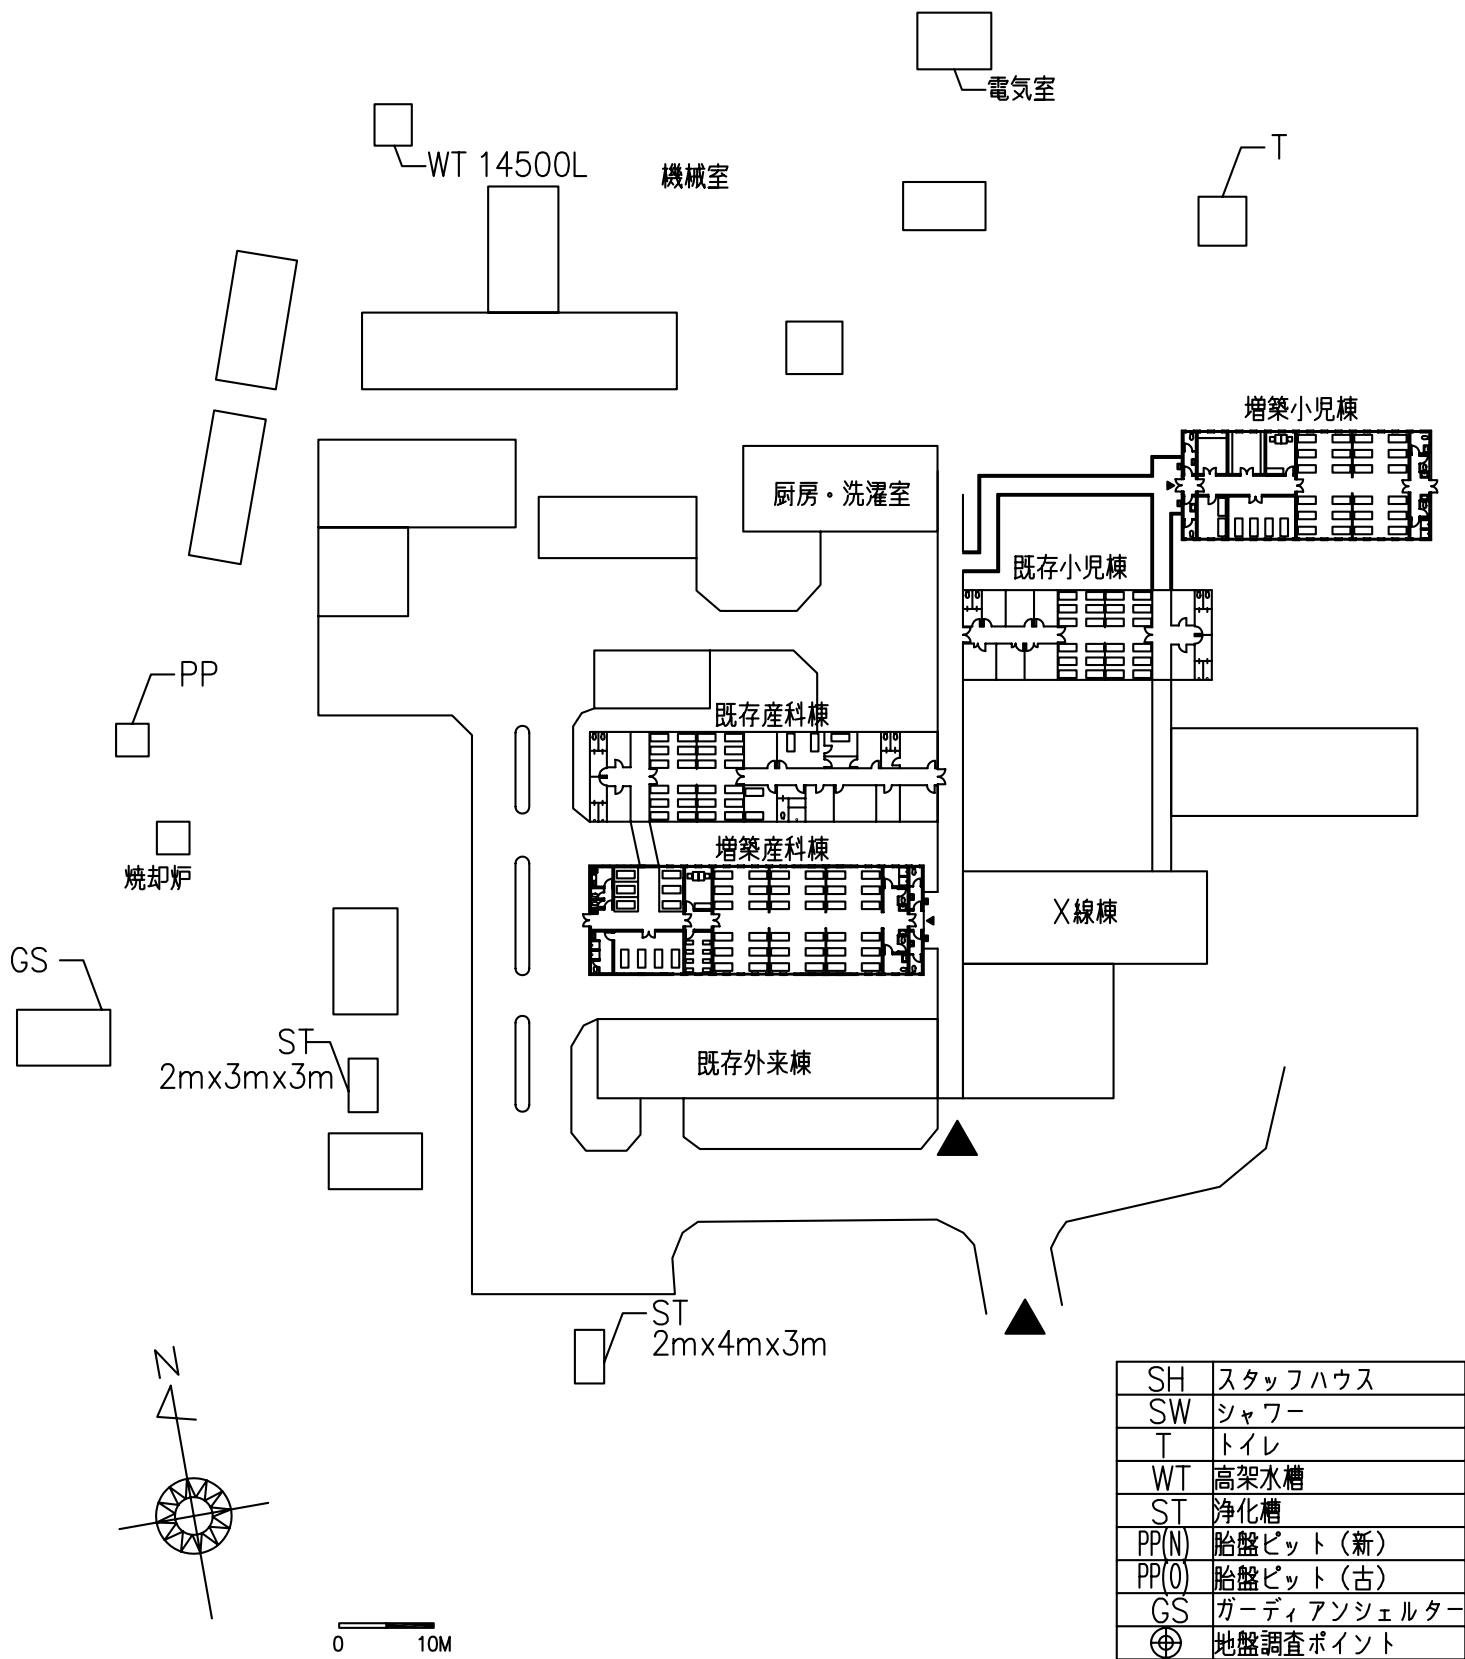 電気室
WT 14500L
機械室
T
増築小児棟
厨房・洗濯室
既存小児棟
PP
既存産科棟
増築産科棟
焼却炉
X線棟
GS
ST
2mx3mx3m
既存外来棟
ST
2mx4mx3m
N
0 10M
SH スタッフハウス
SW シャワー
T トイレ
WT 高架水槽
ST 浄化槽
PP(N) 胎盤ピット（新）
PP(O) 胎盤ピット（古）
GS ガーディアンシェルター
地盤調査ポイント